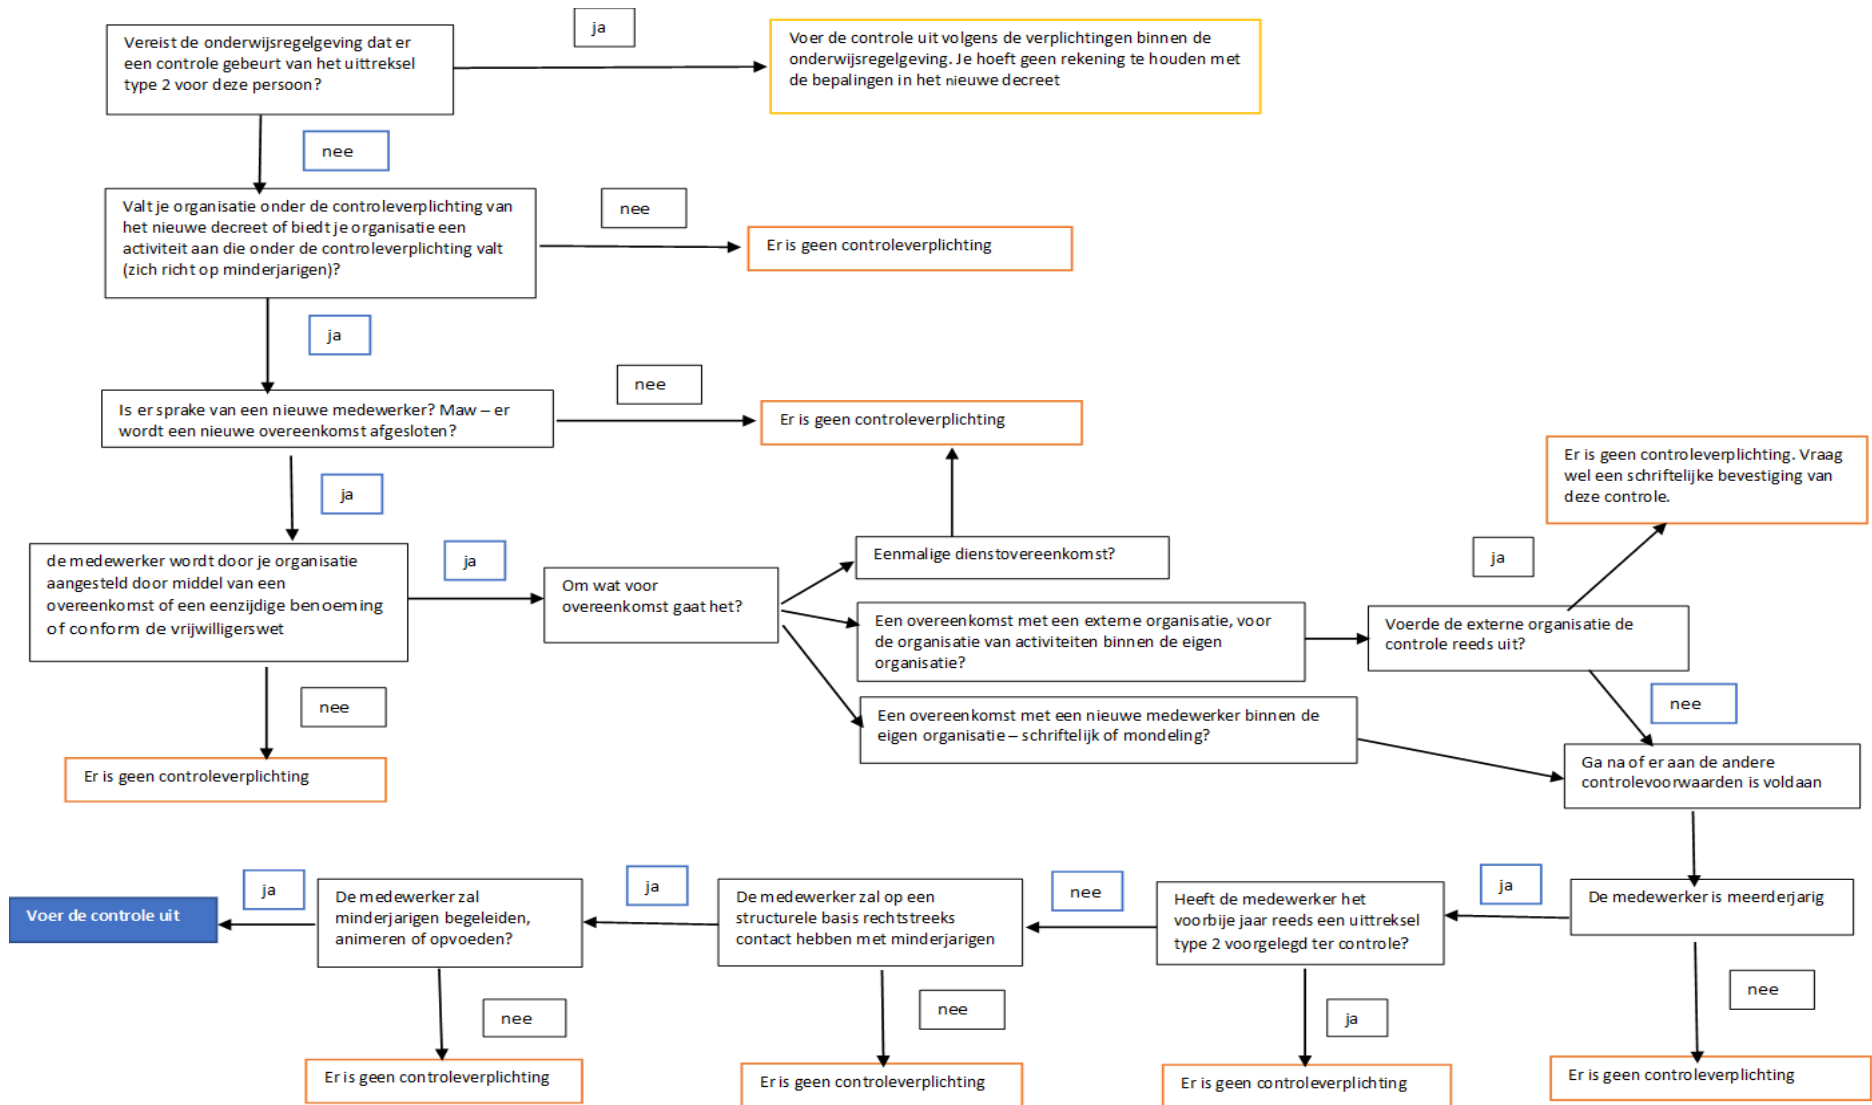 ja
Vereist de onderwijsregelgeving dat er
een controle gebeurt van het uittreksel
type 2 voor deze persoon?
Voer de controle uit volgens de verplichtingen binnen de
onderwijsregelgeving. Je hoeft geen rekening te houden met
de bepalingen in het nieuwe decreet
nee
Valt je organisatie onder de controleverplichting van
het nieuwe decreet of biedt je organisatie een
activiteit aan die onder de controleverplichting valt
(zich richt op minderjarigen)?
nee
Er is geen controleverplichting
ja
nee
Is er sprake van een nieuwe medewerker? Maw – er
wordt een nieuwe overeenkomst afgesloten?
Er is geen controleverplichting
Er is geen controleverplichting. Vraag
wel een schriftelijke bevestiging van
deze controle.
ja
de medewerker wordt door je organisatie
aangesteld door middel van een
overeenkomst of een eenzijdige benoeming
of conform de vrijwilligerswet
ja
Om wat voor
overeenkomst gaat het?
Eenmalige dienstovereenkomst?
ja
Een overeenkomst met een externe organisatie, voor
de organisatie van activiteiten binnen de eigen
organisatie?
Voerde de externe organisatie de
controle reeds uit?
nee
nee
Een overeenkomst met een nieuwe medewerker binnen de
eigen organisatie – schriftelijk of mondeling?
Er is geen controleverplichting
Ga na of er aan de andere
controlevoorwaarden is voldaan
Voer de controle uit
ja
De medewerker zal
minderjarigen begeleiden,
animeren of opvoeden?
ja
De medewerker zal op een
structurele basis rechtstreeks
contact hebben met minderjarigen
nee
Heeft de medewerker het
voorbije jaar reeds een uittreksel
type 2 voorgelegd ter controle?
ja
De medewerker is meerderjarig
nee
nee
ja
nee
Er is geen controleverplichting
Er is geen controleverplichting
Er is geen controleverplichting
Er is geen controleverplichting